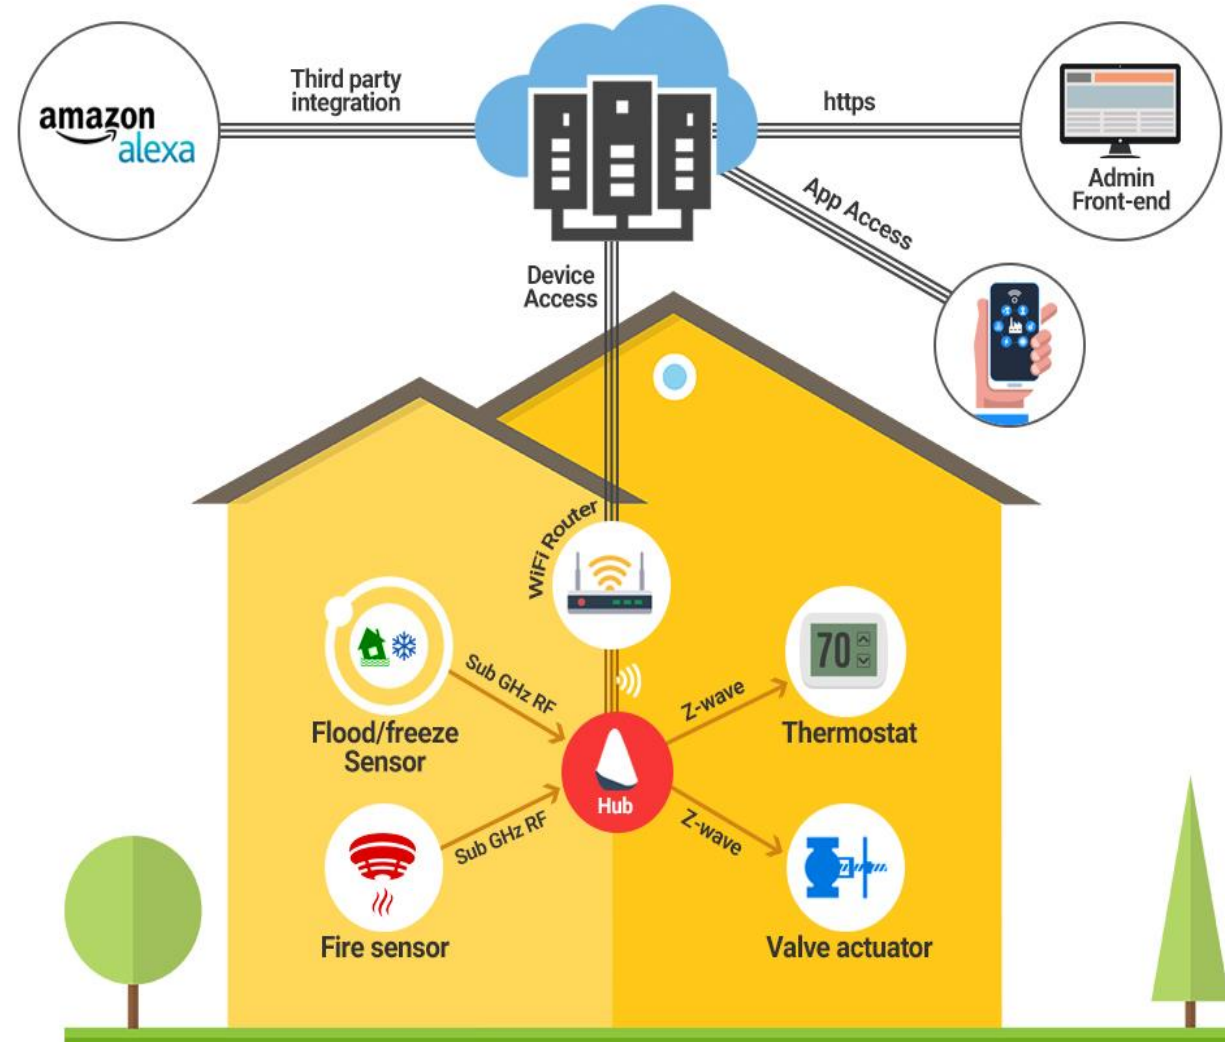 amazon
alexa
Third party
integration
https
Admin
Front-end
App Access
Device
Access
WiFi Router
Sub GHz RF
Flood/freeze
Sensor
Z-wave
70
Thermostat
Hub
Sub GHz RF
Fire sensor
Z-wave
Valve actuator